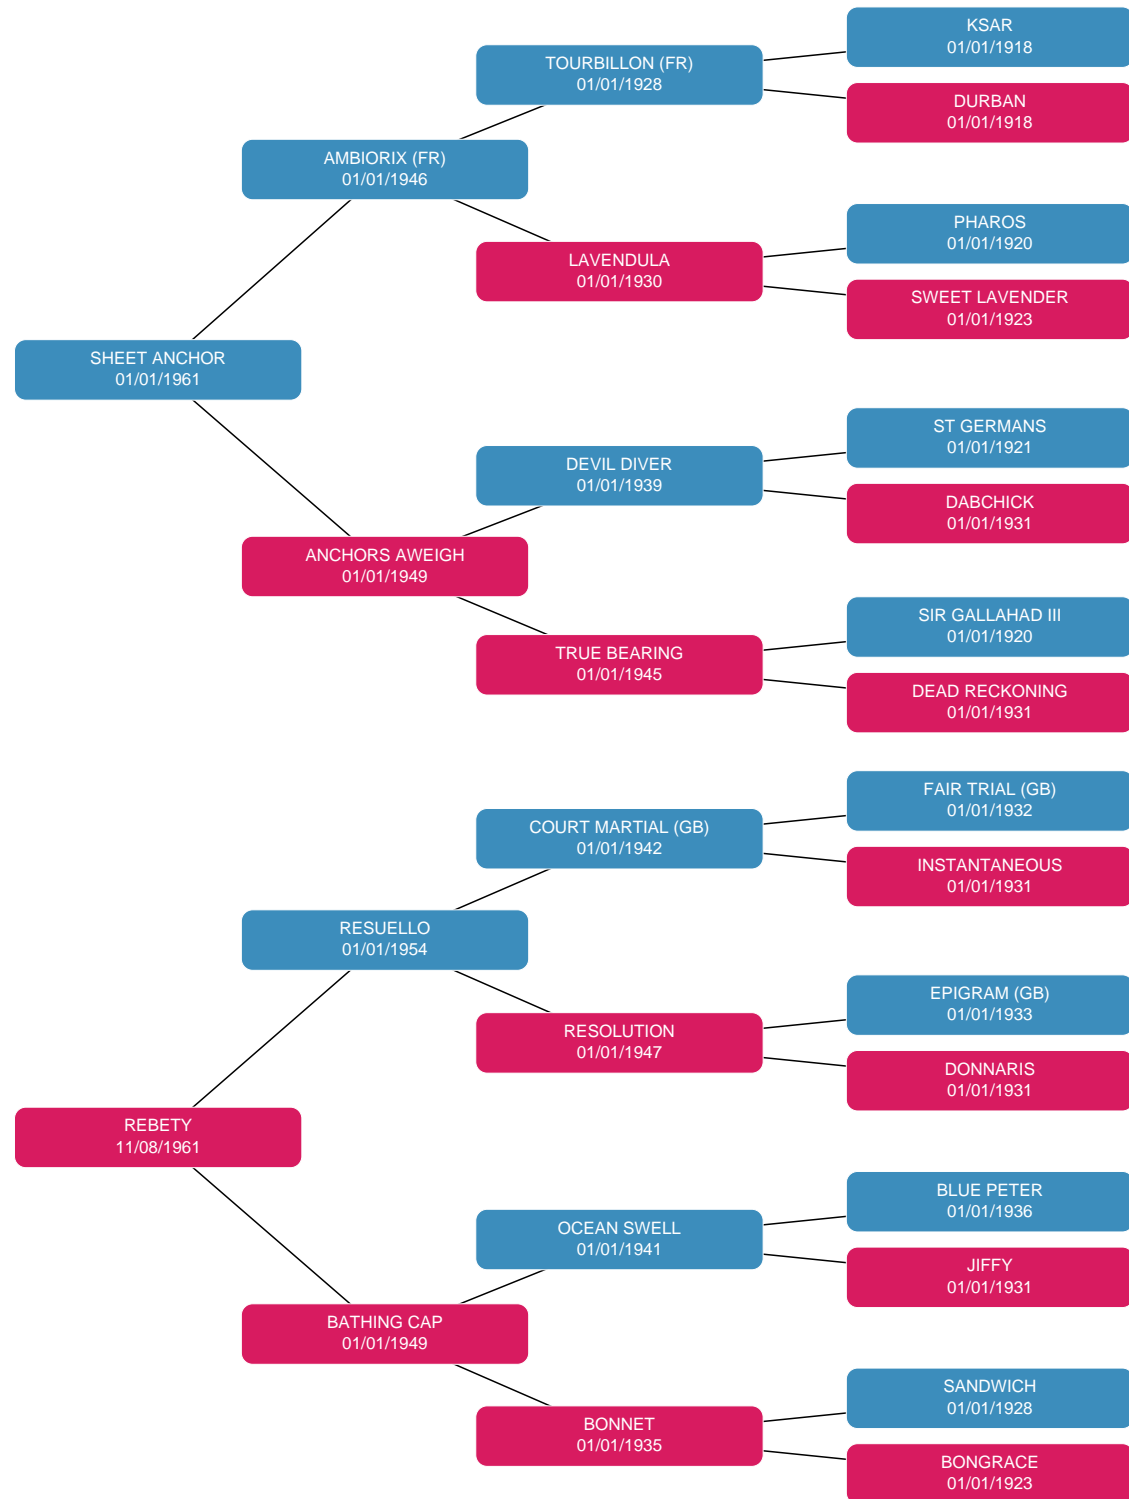 KSAR
01/01/1918
TOURBILLON (FR)
01/01/1928
DURBAN
01/01/1918
AMBIORIX (FR)
01/01/1946
PHAROS
01/01/1920
LAVENDULA
01/01/1930
SWEET LAVENDER
01/01/1923
SHEET ANCHOR
01/01/1961
ST GERMANS
01/01/1921
DEVIL DIVER
01/01/1939
DABCHICK
01/01/1931
ANCHORS AWEIGH
01/01/1949
SIR GALLAHAD III
01/01/1920
TRUE BEARING
01/01/1945
DEAD RECKONING
01/01/1931
FAIR TRIAL (GB)
01/01/1932
COURT MARTIAL (GB)
01/01/1942
INSTANTANEOUS
01/01/1931
RESUELLO
01/01/1954
EPIGRAM (GB)
01/01/1933
RESOLUTION
01/01/1947
DONNARIS
01/01/1931
REBETY
11/08/1961
BLUE PETER
01/01/1936
OCEAN SWELL
01/01/1941
JIFFY
01/01/1931
BATHING CAP
01/01/1949
SANDWICH
01/01/1928
BONNET
01/01/1935
BONGRACE
01/01/1923